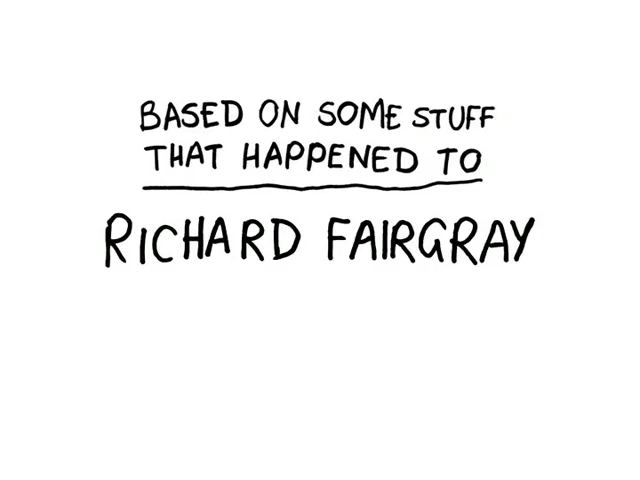 BASED ON SOME STUFF
THAT HAPPENED TO
RICHARD FAIRGRAY